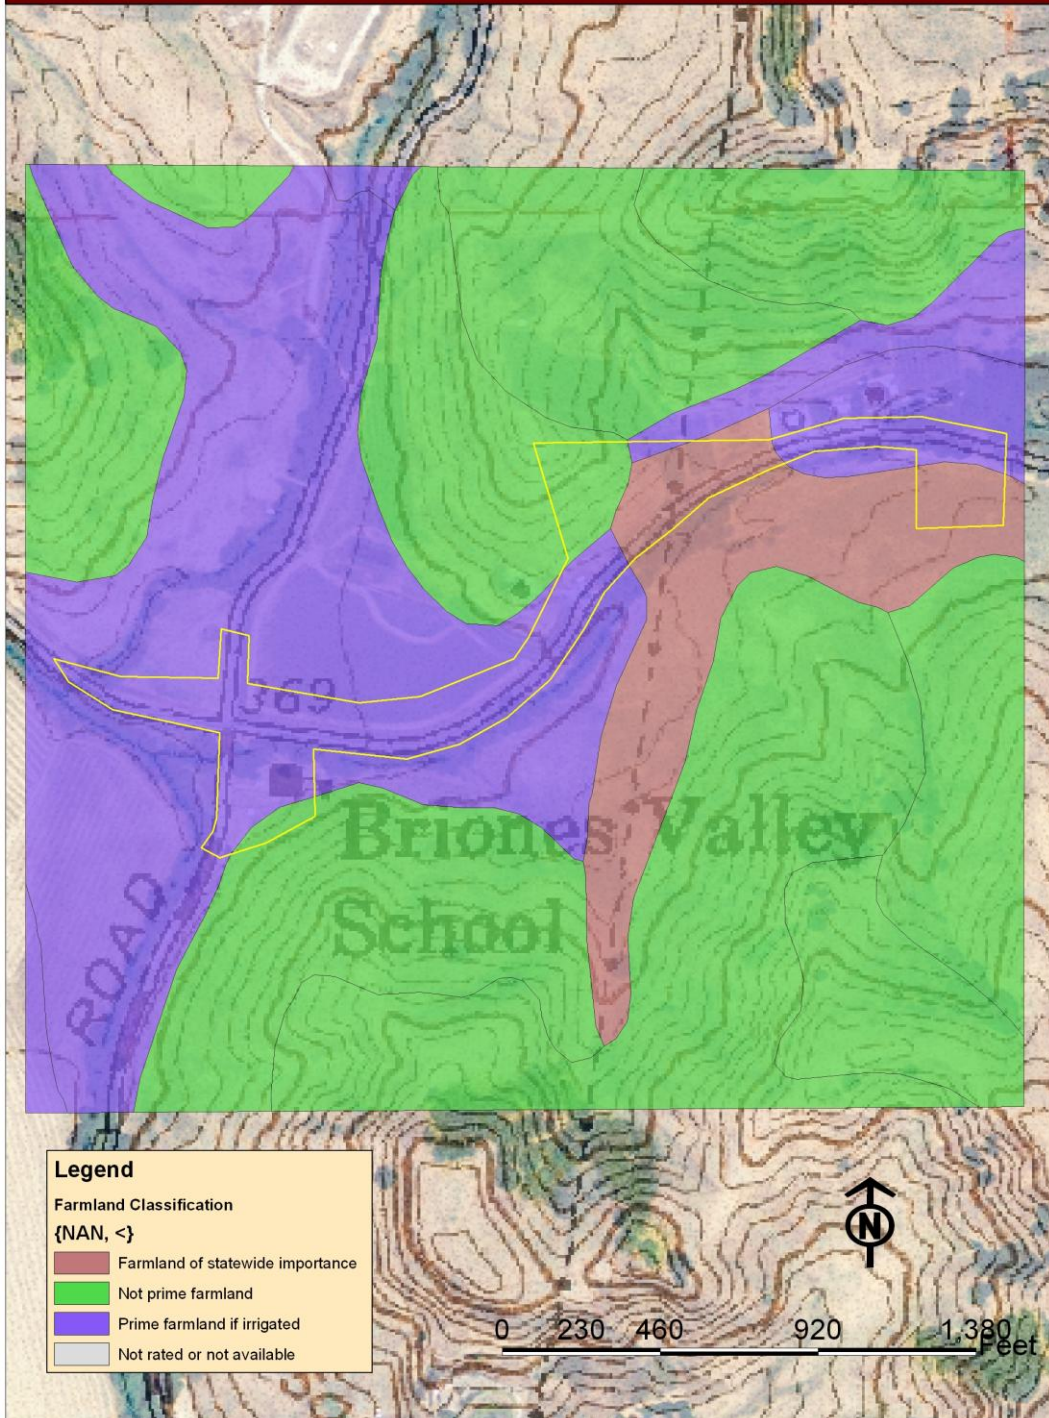 369
Briones Valley
School
ROAD
Legend
Farmland Classification
{NAN, <}
Farmland of statewide importance
Not prime farmland
Prime farmland if irrigated
Not rated or not available
N
0 230 460 920 1,380
Feet